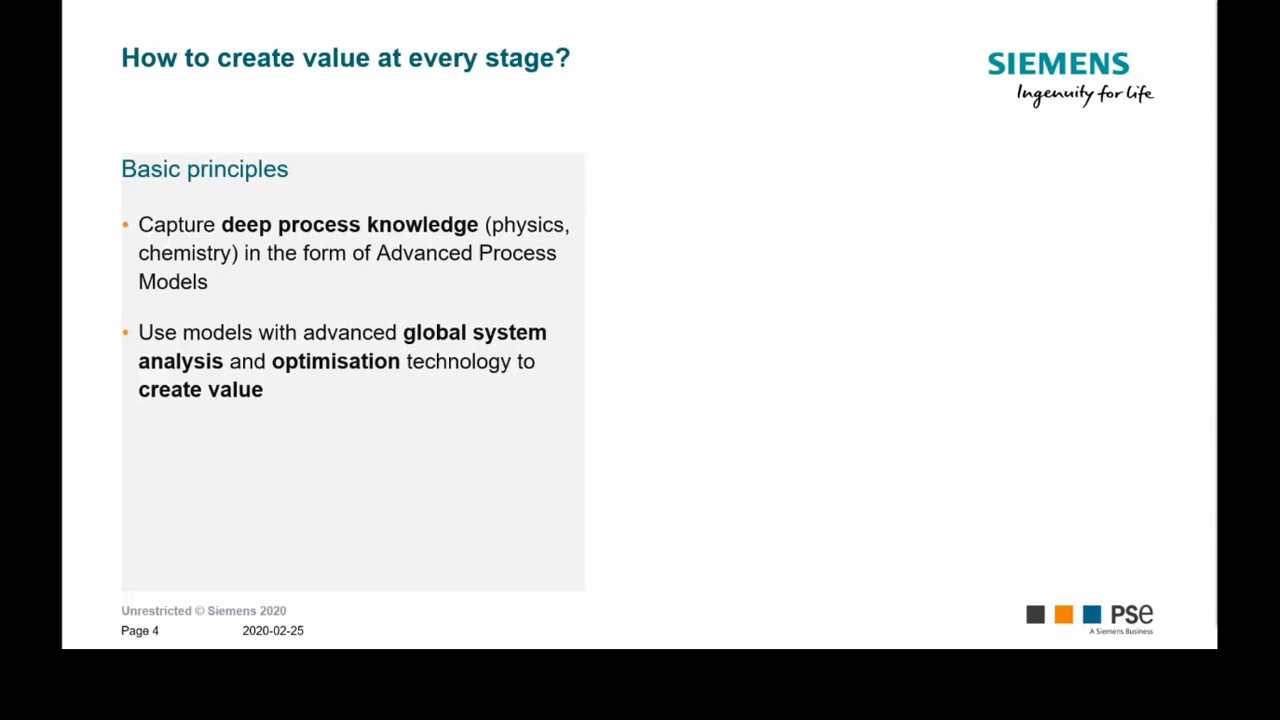 How to create value at every stage?
SIEMENS
Ingenuity for life
Basic principles
• Capture deep process knowledge (physics,
chemistry) in the form of Advanced Process
Models
• Use models with advanced global system
analysis and optimisation technology to
create value
Unrestricted © Siemens 2020
Page 4 2020-02-25
PSe
A Siemens Business